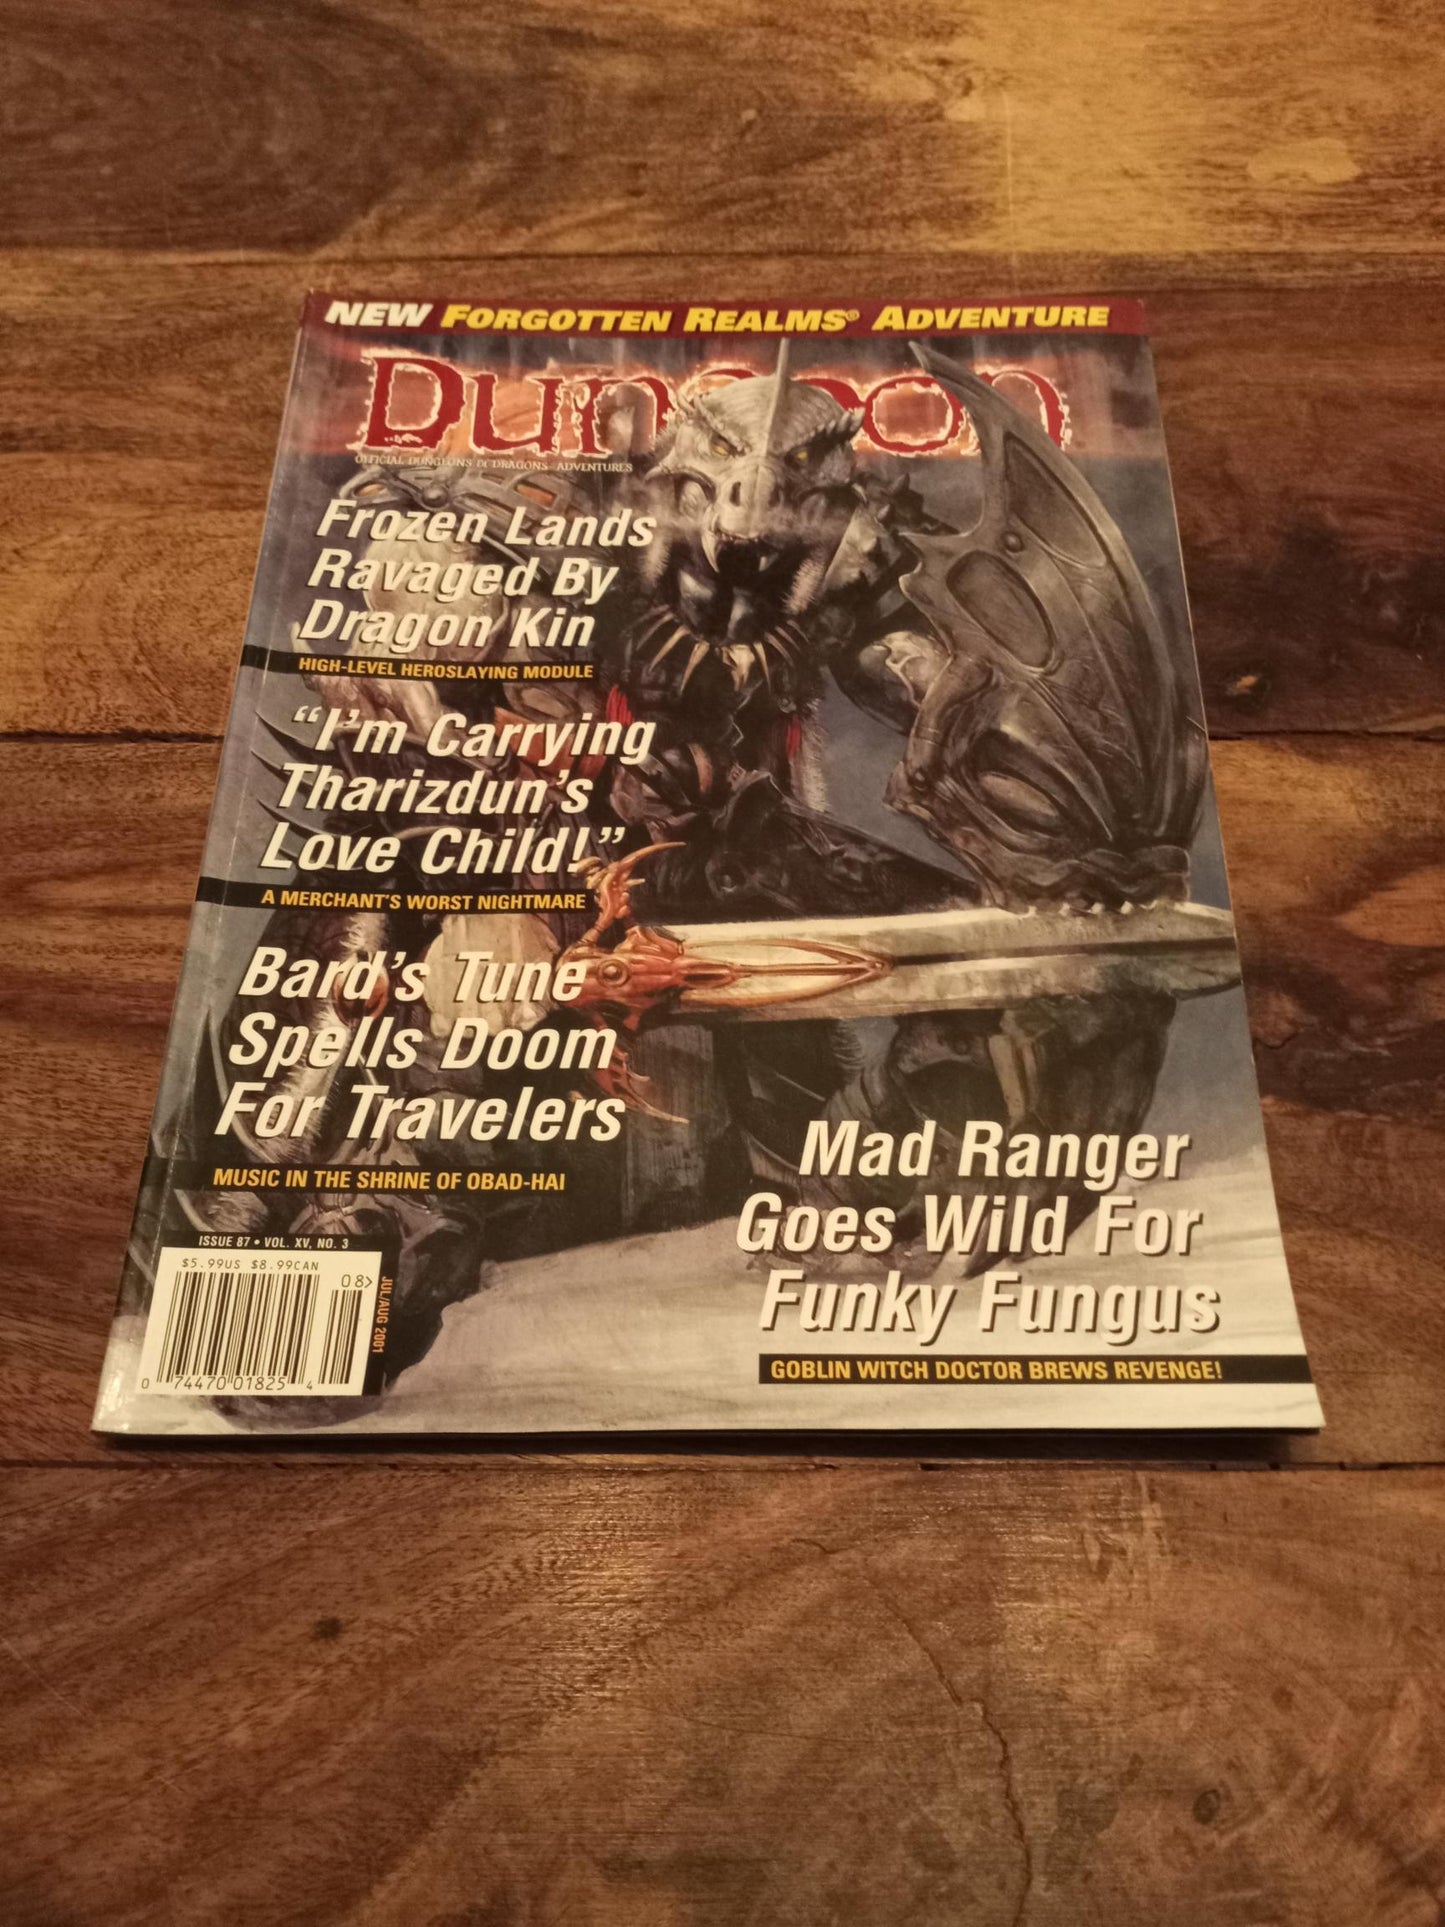 NEW FORGOTTEN REALMS® ADVENTURE
Dungeon
OFFICIAL DUNGEONS & DRAGONS ADVENTURES
Frozen Lands
Ravaged By
Dragon Kin
HIGH-LEVEL HEROSLAYING MODULE
“I’m Carrying
Tharizdun’s
Love Child!”
A MERCHANT’S WORST NIGHTMARE
Bard’s Tune
Spells Doom
For Travelers
MUSIC IN THE SHRINE OF OBAD-HAI
Mad Ranger
Goes Wild For
Funky Fungus
GOBLIN WITCH DOCTOR BREWS REVENGE!
ISSUE 87 • VOL. XV, NO. 3
$5.99US $8.99CAN
08>
JUL/AUG 2001
0 74470 01825 4